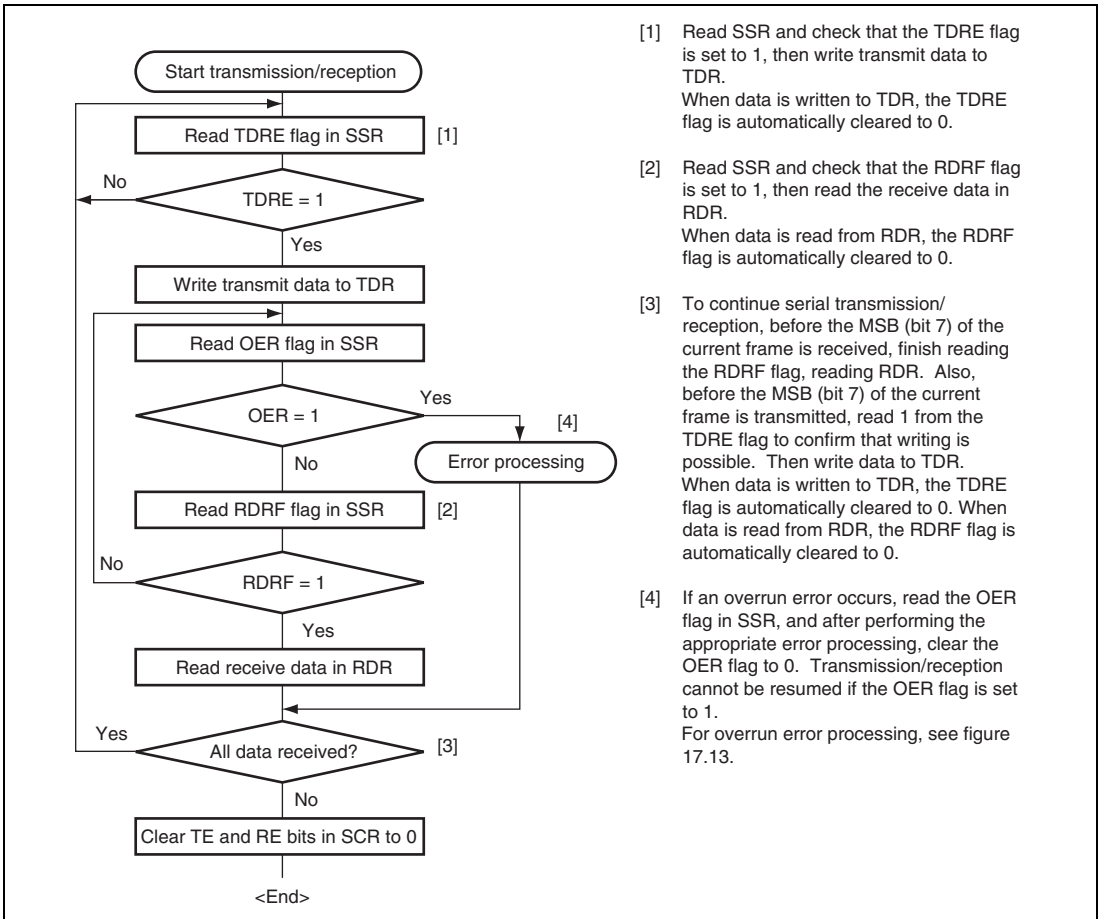 Start transmission/reception
Read TDRE flag in SSR
[1]
No
TDRE = 1
Yes
Write transmit data to TDR
Read OER flag in SSR
Yes
OER = 1
[4]
No
Error processing
Read RDRF flag in SSR
[2]
No
RDRF = 1
Yes
Read receive data in RDR
Yes
All data received?
[3]
No
Clear TE and RE bits in SCR to 0
<End>
[1] Read SSR and check that the TDRE flag
is set to 1, then write transmit data to
TDR.
When data is written to TDR, the TDRE
flag is automatically cleared to 0.
[2] Read SSR and check that the RDRF flag
is set to 1, then read the receive data in
RDR.
When data is read from RDR, the RDRF
flag is automatically cleared to 0.
[3] To continue serial transmission/
reception, before the MSB (bit 7) of the
current frame is received, finish reading
the RDRF flag, reading RDR. Also,
before the MSB (bit 7) of the current
frame is transmitted, read 1 from the
TDRE flag to confirm that writing is
possible. Then write data to TDR.
When data is written to TDR, the TDRE
flag is automatically cleared to 0. When
data is read from RDR, the RDRF flag is
automatically cleared to 0.
[4] If an overrun error occurs, read the OER
flag in SSR, and after performing the
appropriate error processing, clear the
OER flag to 0. Transmission/reception
cannot be resumed if the OER flag is set
to 1.
For overrun error processing, see figure
17.13.